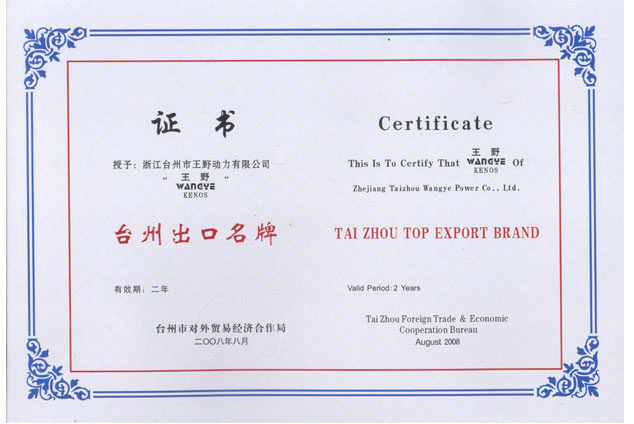 证书
授予：浙江台州市王野动力有限公司
“ 王野 ”
WANGYE
KENOS
台州出口名牌
有效期：二年
台州市对外贸易经济合作局
二〇〇八年八月
Certificate
王野
This Is To Certify That WANGYE Of
KENOS
Zhejiang Taizhou Wangye Power Co., Ltd.
TAI ZHOU TOP EXPORT BRAND
Valid Period: 2 Years
Tai Zhou Foreign Trade & Economic
Cooperation Bureau
August 2008